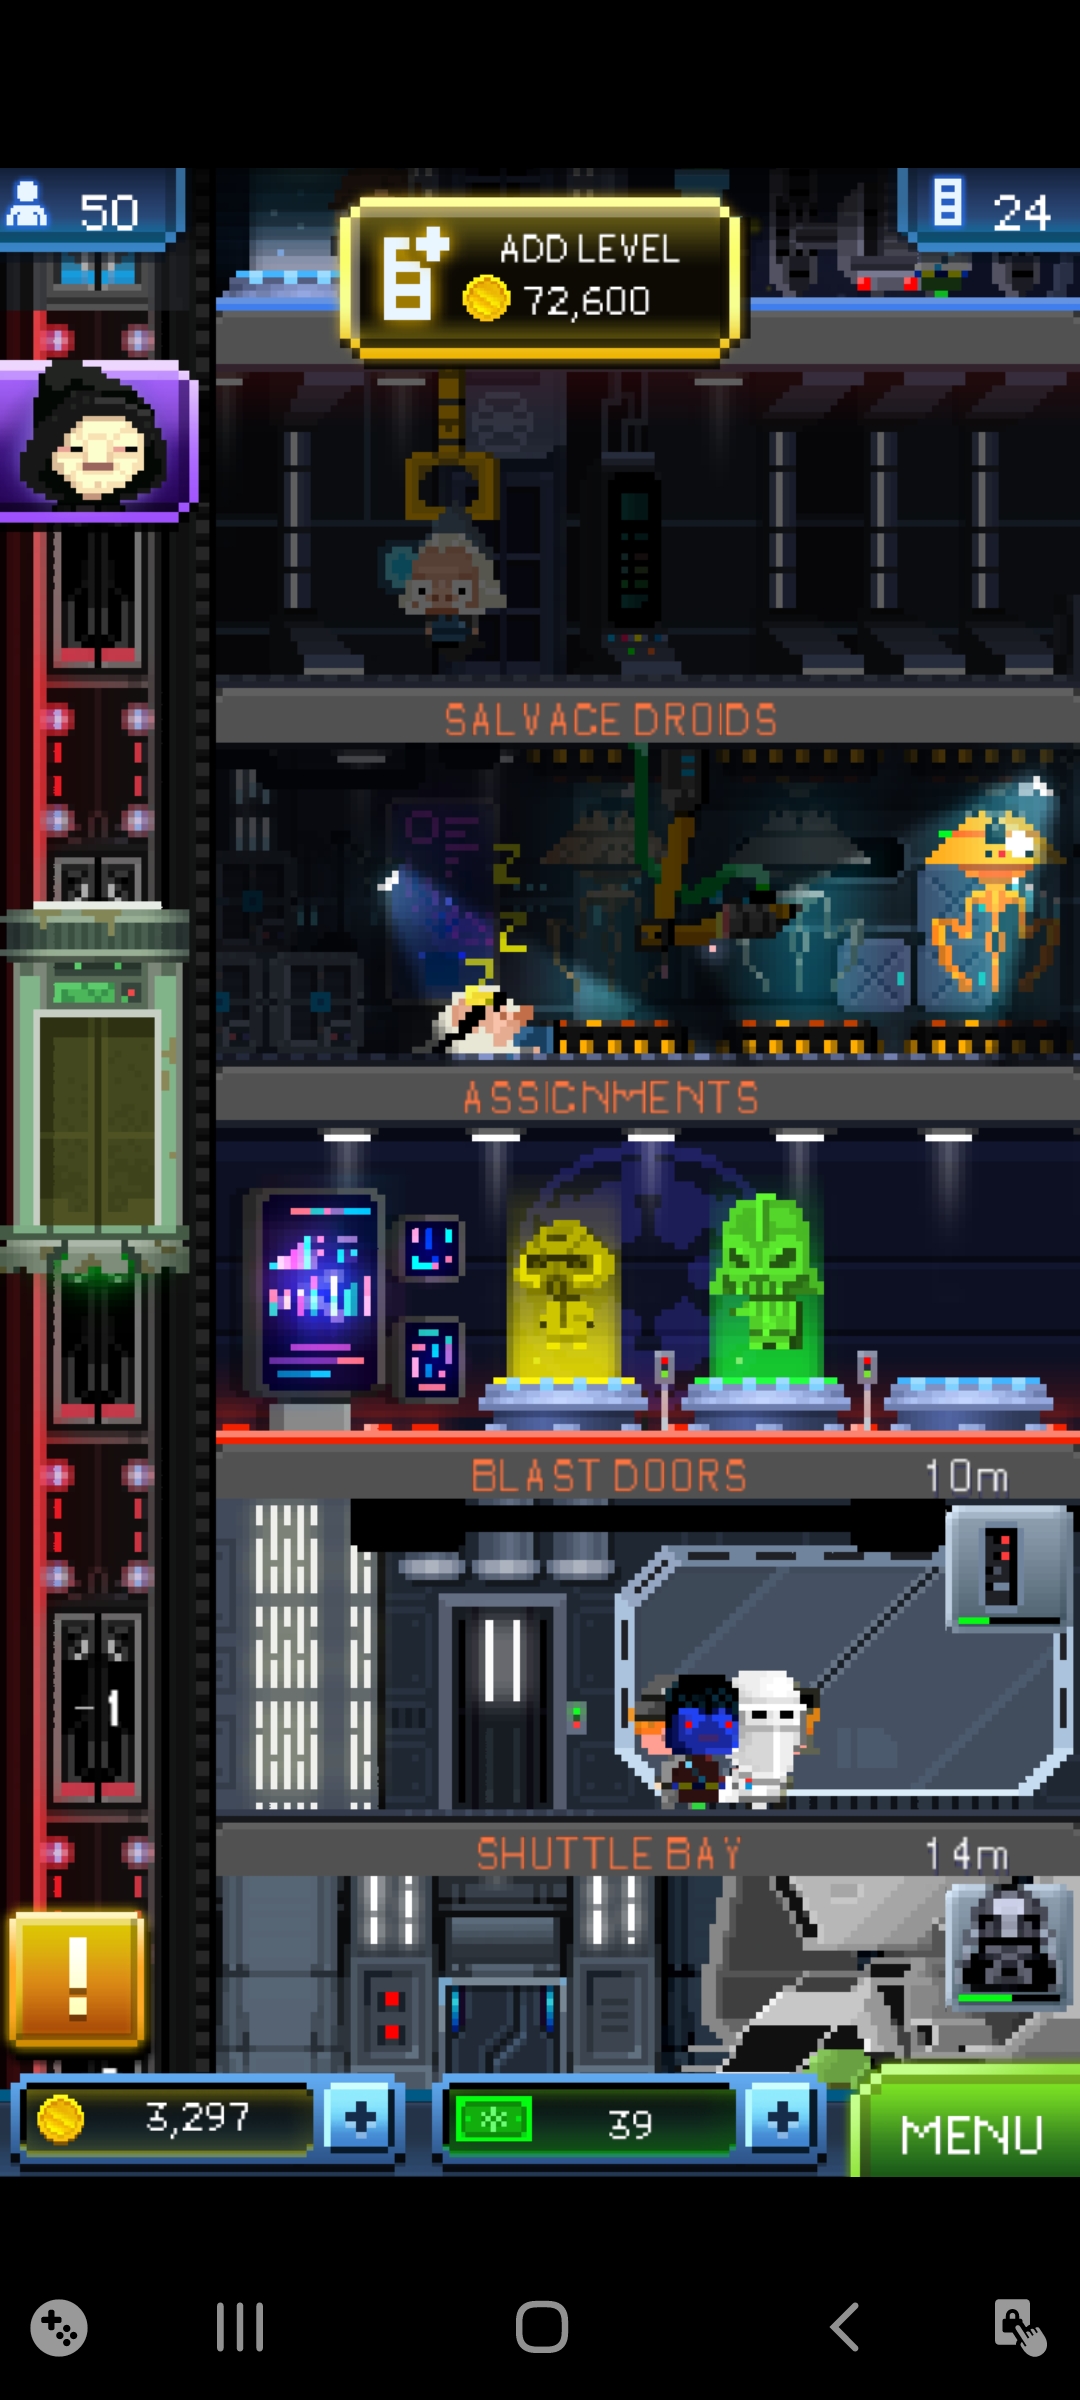 50
24
ADD LEVEL
72,600
SALVAGE DROIDS
Z
Z
Z
ASSIGNMENTS
BLAST DOORS 10m
-1
SHUTTLE BAY 14m
!
3,297
39
MENU